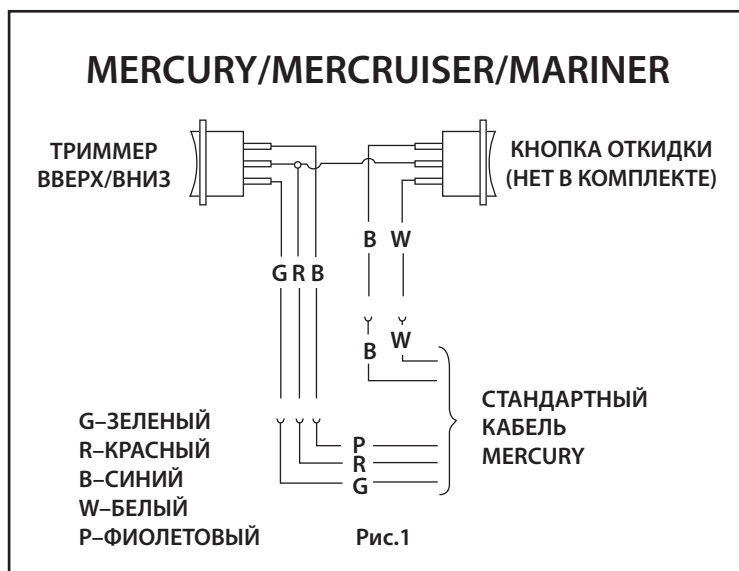 MERCURY/MERCRUISER/MARINER
ТРИММЕР
ВВЕРХ/ВНИЗ
КНОПКА ОТКИДКИ
(НЕТ В КОМПЛЕКТЕ)
B W
G R B
B W
СТАНДАРТНЫЙ
КАБЕЛЬ
MERCURY
G–ЗЕЛЕНЫЙ
R–КРАСНЫЙ
B–СИНИЙ
W–БЕЛЫЙ
P–ФИОЛЕТОВЫЙ
P
R
G
Рис.1